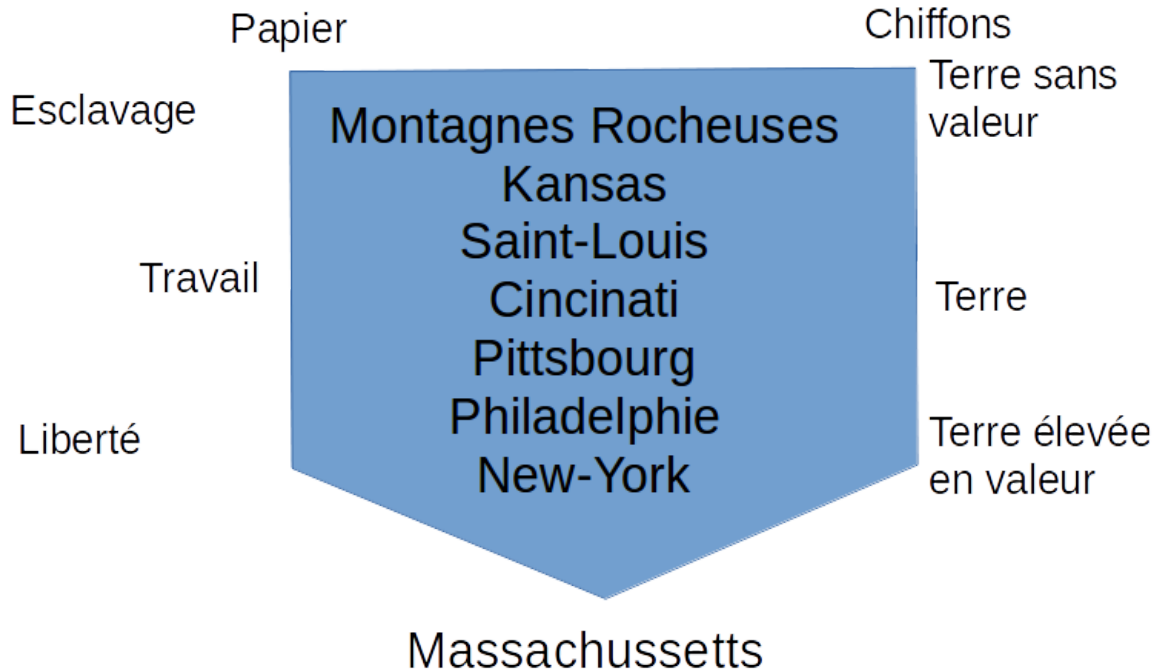 Papier
Chiffons
Esclavage
Terre sans
valeur
Montagnes Rocheuses
Kansas
Saint-Louis
Travail
Cincinati
Terre
Pittsbourg
Philadelphie
Liberté
Terre élevée
en valeur
New-York
Massachussetts